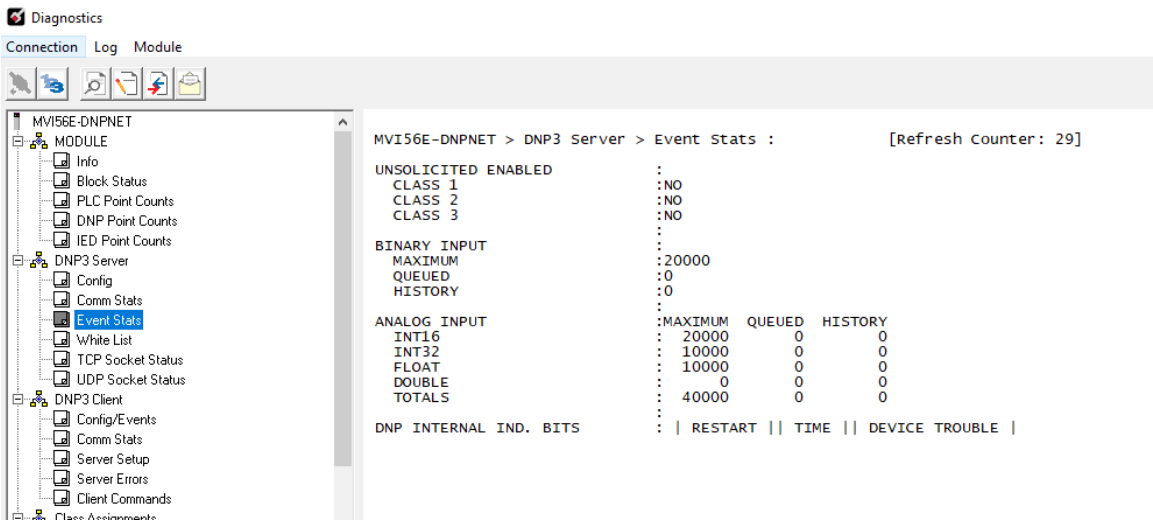 Diagnostics
Connection Log Module
MVI56E-DNPNET
MODULE
Info
Block Status
PLC Point Counts
DNP Point Counts
IED Point Counts
DNP3 Server
Config
Comm Stats
Event Stats
White List
TCP Socket Status
UDP Socket Status
DNP3 Client
Config/Events
Comm Stats
Server Setup
Server Errors
Client Commands
Class Assignments
MVI56E-DNPNET > DNP3 Server > Event Stats : [Refresh Counter: 29]
UNSOLICITED ENABLED :
CLASS 1 :NO
CLASS 2 :NO
CLASS 3 :NO
:
BINARY INPUT :
MAXIMUM :20000
QUEUED :0
HISTORY :0
:
ANALOG INPUT :MAXIMUM QUEUED HISTORY
INT16 : 20000 0 0
INT32 : 10000 0 0
FLOAT : 10000 0 0
DOUBLE : 0 0 0
TOTALS : 40000 0 0
:
DNP INTERNAL IND. BITS : | RESTART || TIME || DEVICE TROUBLE |